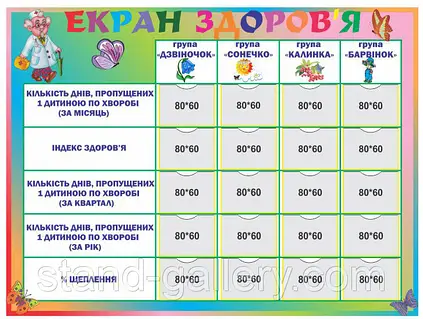 ЕКРАН ЗДОРОВ'Я
група
«ДЗВІНОЧОК»
група
«СОНЕЧКО»
група
«КАЛИНКА»
група
«БАРВІНОК»
КІЛЬКІСТЬ ДНІВ, ПРОПУЩЕНИХ
1 ДИТИНОЮ ПО ХВОРОБІ
(ЗА МІСЯЦЬ)
80*60 80*60 80*60 80*60
ІНДЕКС ЗДОРОВ'Я
80*60 80*60 80*60 80*60
КІЛЬКІСТЬ ДНІВ, ПРОПУЩЕНИХ
1 ДИТИНОЮ ПО ХВОРОБІ
(ЗА КВАРТАЛ)
80*60 80*60 80*60 80*60
КІЛЬКІСТЬ ДНІВ, ПРОПУЩЕНИХ
1 ДИТИНОЮ ПО ХВОРОБІ
(ЗА РІК)
80*60 80*60 80*60 80*60
% ЩЕПЛЕННЯ
80*60 80*60 80*60 80*60
stand-gallery.com.ua